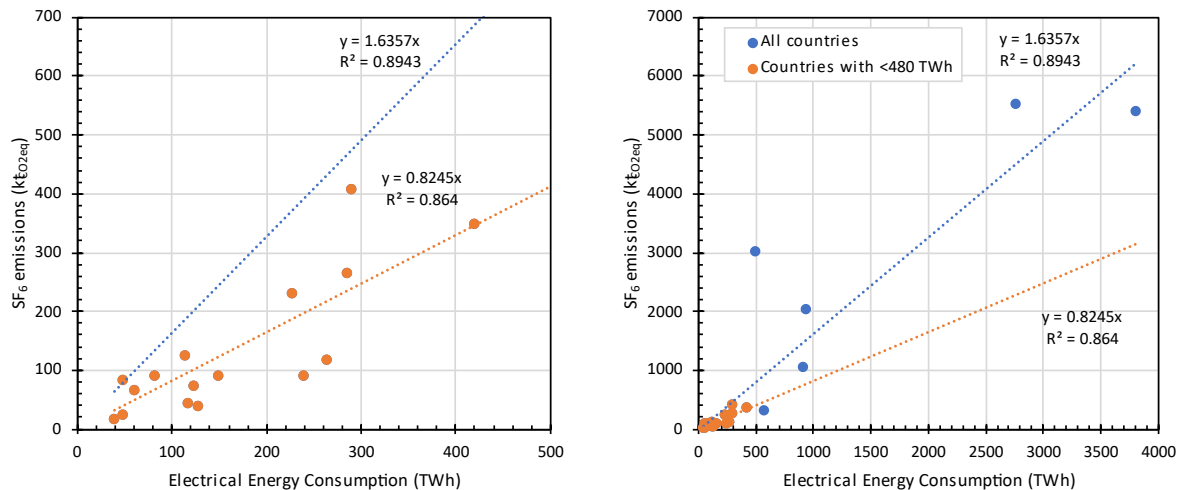 700
600
500
400
300
200
100
0
SF6 emissions (ktCO2eq)
y = 1.6357x
R² = 0.8943
y = 0.8245x
R² = 0.864
0 100 200 300 400 500
Electrical Energy Consumption (TWh)
7000
6000
5000
4000
3000
2000
1000
0
SF6 emissions (ktCO2eq)
All countries
Countries with <480 TWh
y = 1.6357x
R² = 0.8943
y = 0.8245x
R² = 0.864
0 500 1000 1500 2000 2500 3000 3500 4000
Electrical Energy Consumption (TWh)